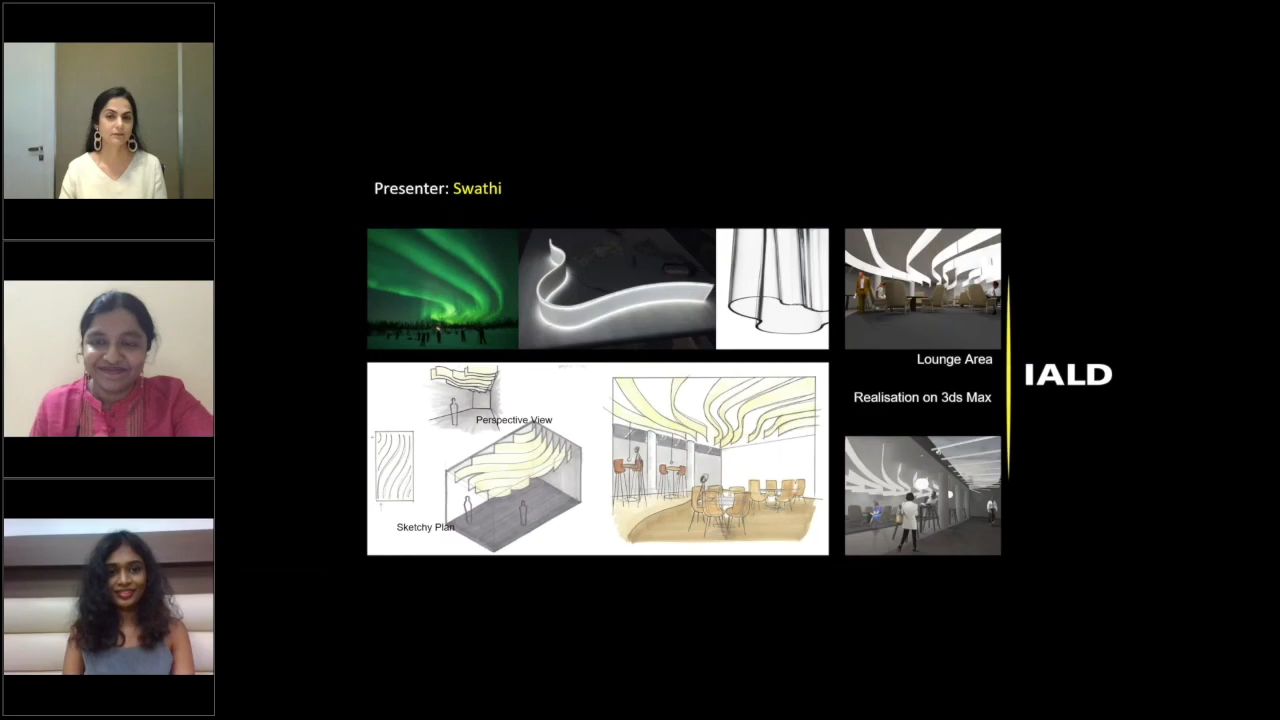 Presenter: Swathi
Perspective View
Sketchy Plan
Lounge Area
Realisation on 3ds Max
IALD